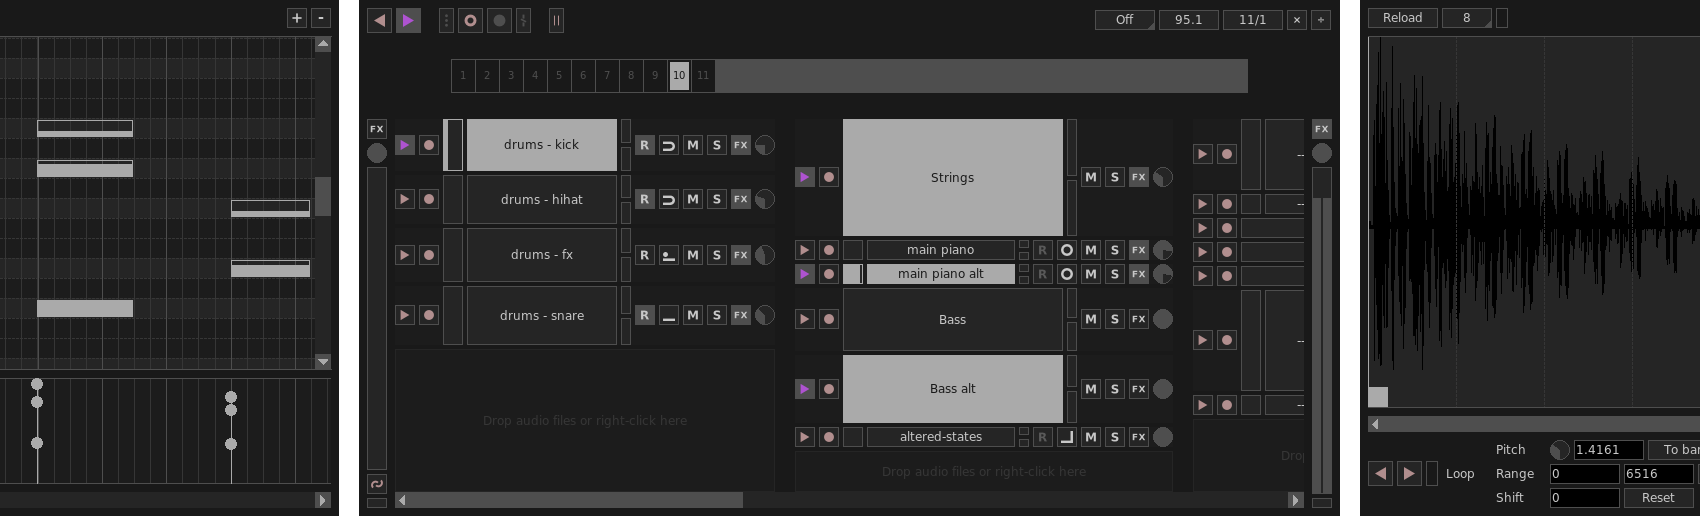 + -
Off 95.1 11/1 × ÷
1 2 3 4 5 6 7 8 9 10 11
FX
drums - kick R M S FX
drums - hihat R M S FX
drums - fx R M S FX
drums - snare R M S FX
Drop audio files or right-click here
Strings M S FX
main piano R M S FX
main piano alt R M S FX
Bass M S FX
Bass alt M S FX
altered-states R M S FX
Drop audio files or right-click here
--
--
--
--
Drop
FX
Reload 8
Pitch 1.4161 To bar
Loop Range 0 6516
Shift 0 Reset